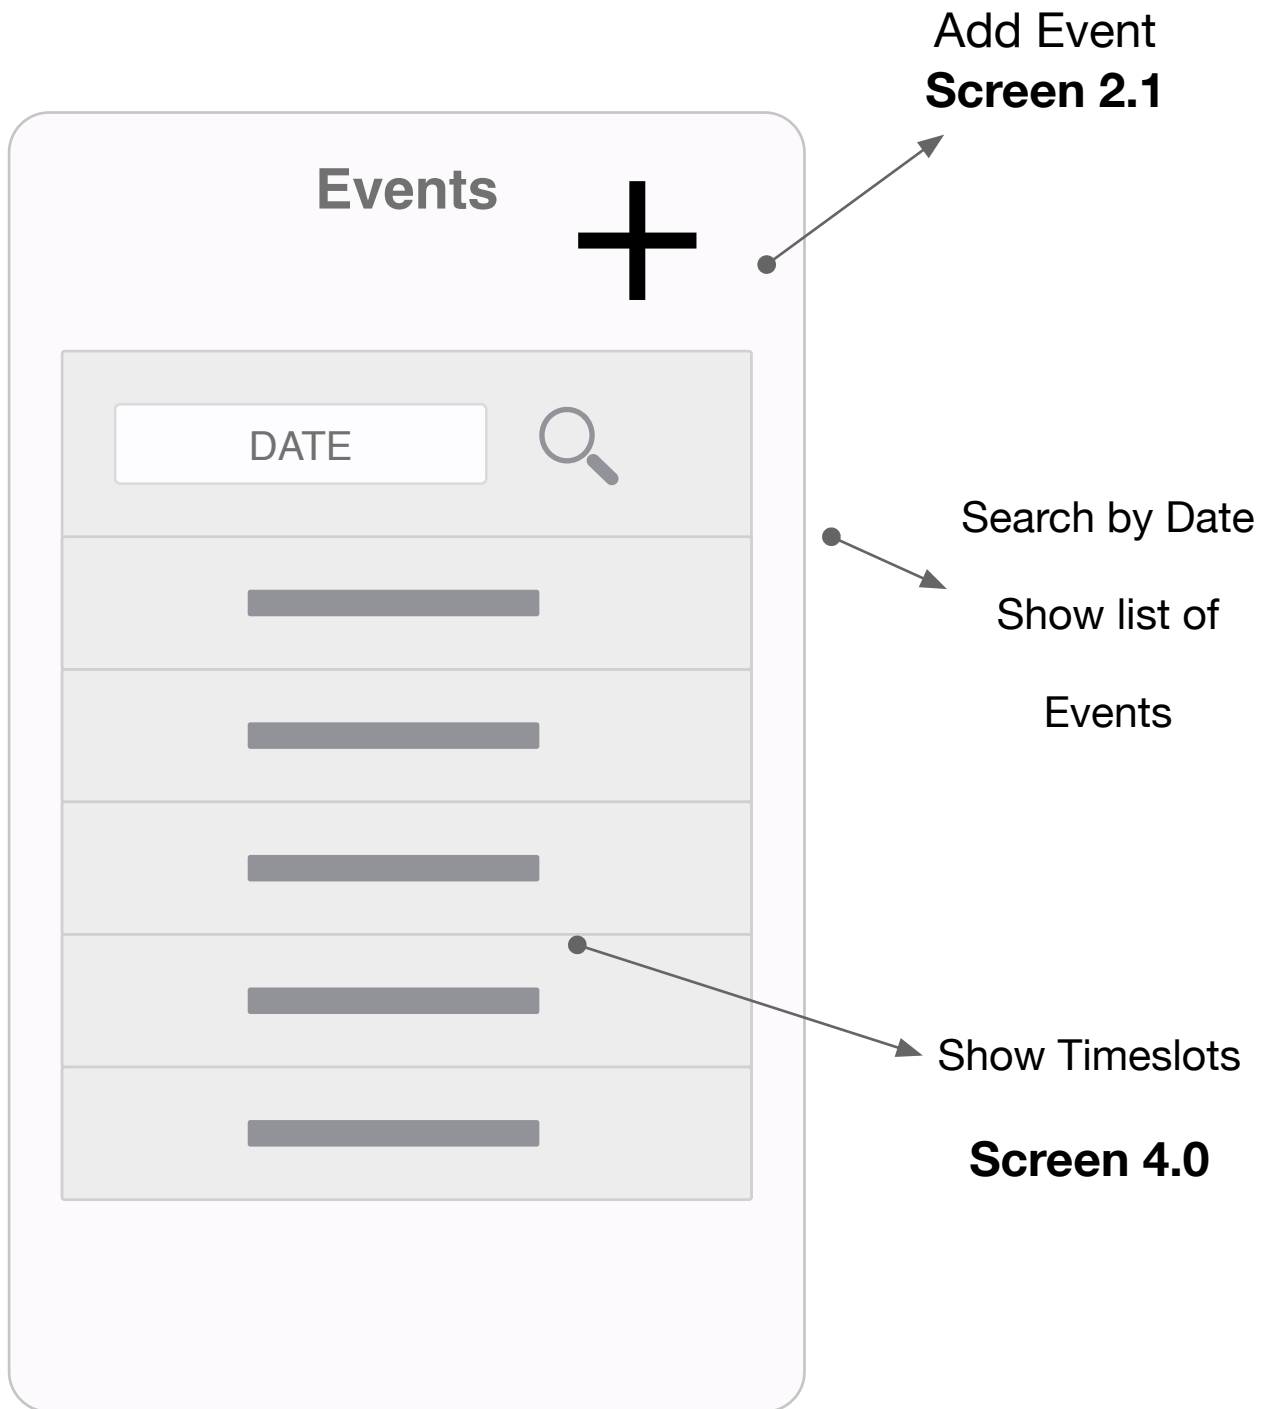 Add Event
Screen 2.1
Events
DATE
Search by Date
Show list of
Events
Show Timeslots
Screen 4.0